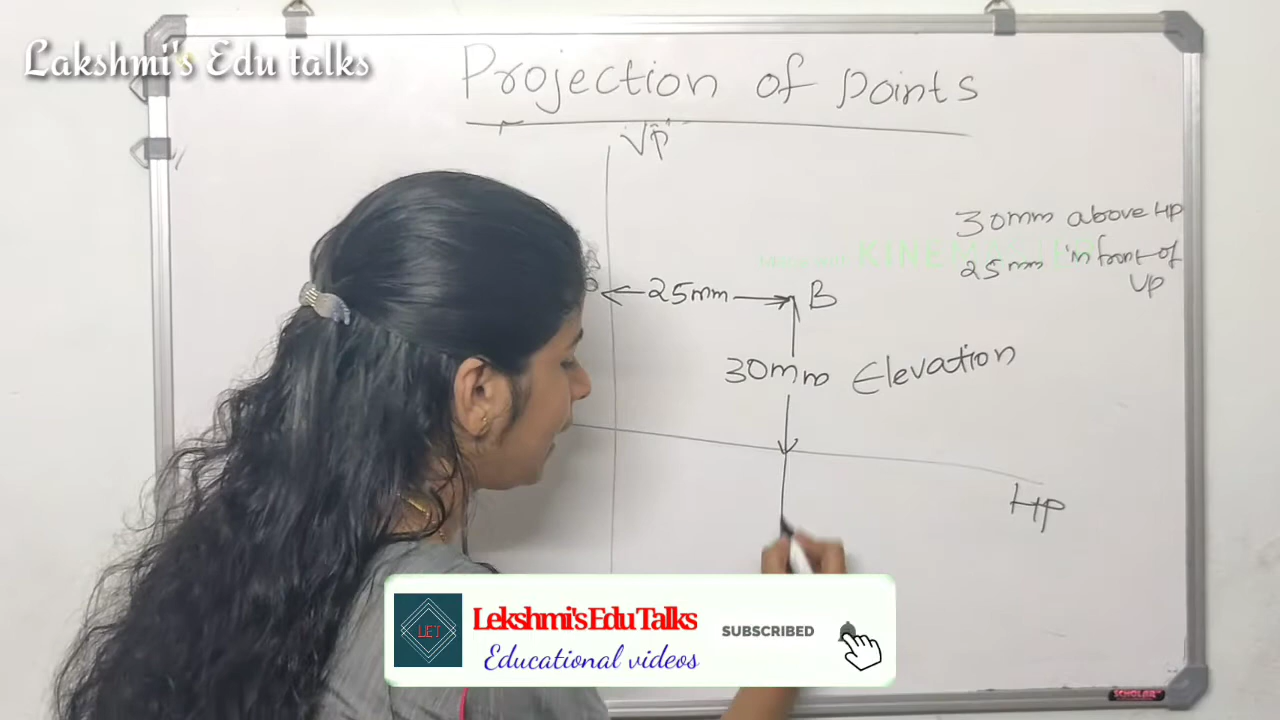 Lakshmi's Edu talks
Projection of points
VP
30mm above HP
25mm in front of
VP
KINEMASTER
25mm
B
30mm Elevation
HP
LET
Lekshmi's Edu Talks
Educational videos
SUBSCRIBED
SCHOLAR